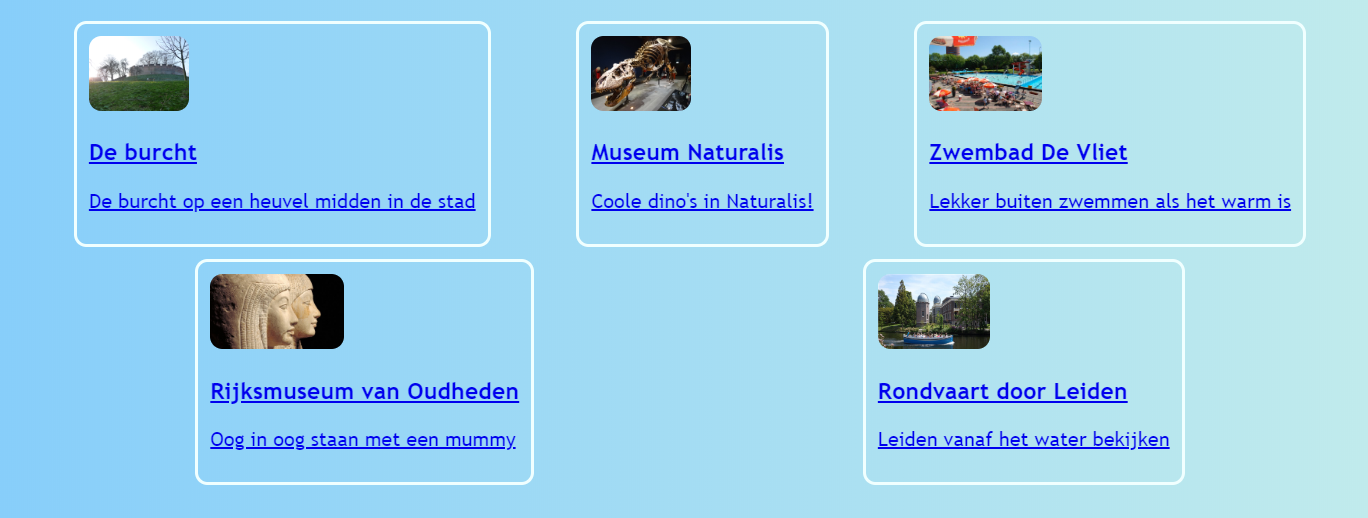 De burcht
De burcht op een heuvel midden in de stad
Museum Naturalis
Coole dino's in Naturalis!
Zwembad De Vliet
Lekker buiten zwemmen als het warm is
Rijksmuseum van Oudheden
Oog in oog staan met een mummy
Rondvaart door Leiden
Leiden vanaf het water bekijken